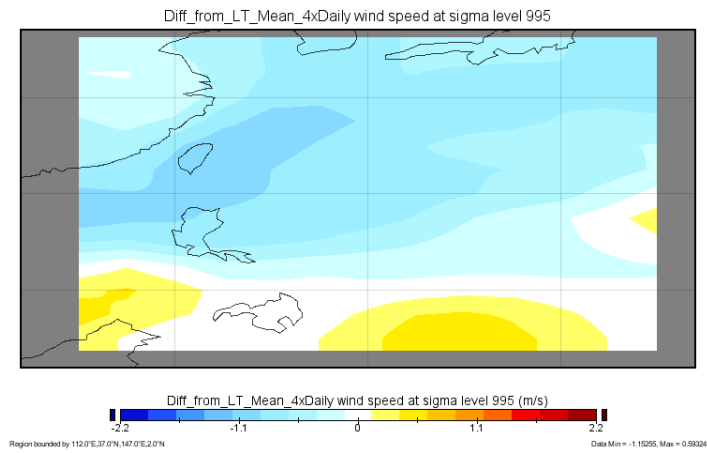 Diff_from_LT_Mean_4xDaily wind speed at sigma level 995
Diff_from_LT_Mean_4xDaily wind speed at sigma level 995 (m/s)
-2.2 -1.1 0 1.1 2.2
Region bounded by 112.0°E,37.0°N,147.0°E,2.0°N
Data Min = -1.15255, Max = 0.59324